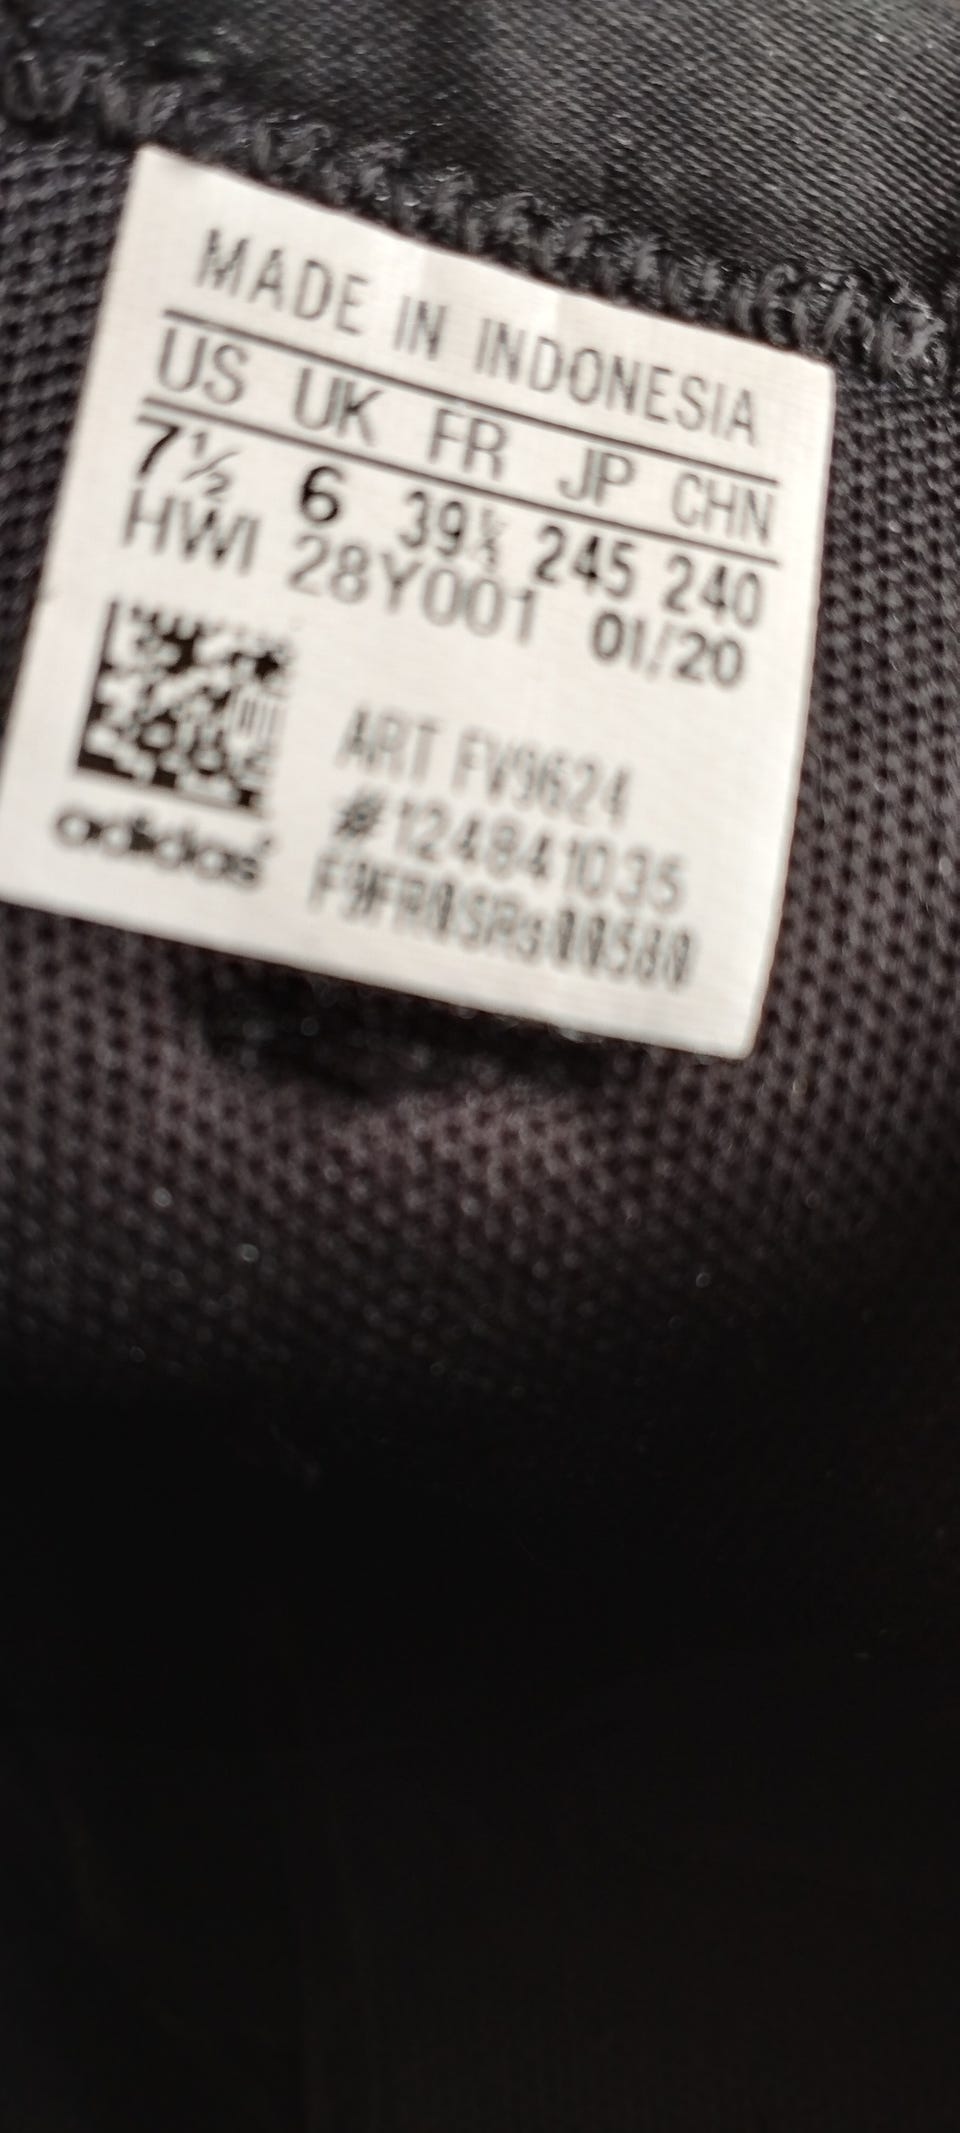 MADE IN INDONESIA
US UK FR JP CHN
7½ 6 39⅓ 245 240
HWI 28Y001 01/20
ART FV9624
#124841035
adidas